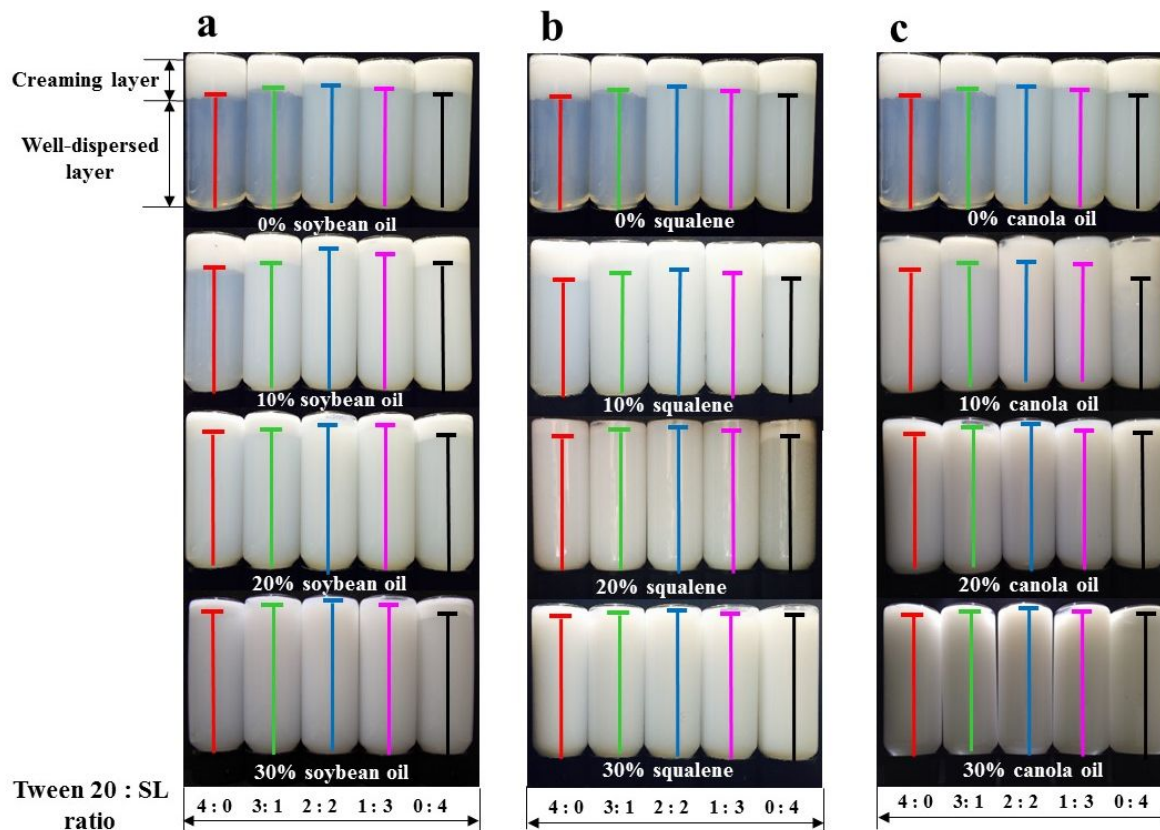 a
b
c
Creaming layer
Well-dispersed
layer
0% soybean oil
0% squalene
0% canola oil
10% soybean oil
10% squalene
10% canola oil
20% soybean oil
20% squalene
20% canola oil
30% soybean oil
30% squalene
30% canola oil
Tween 20 : SL
ratio
4 : 0 3 : 1 2 : 2 1 : 3 0 : 4
4 : 0 3 : 1 2 : 2 1 : 3 0 : 4
4 : 0 3 : 1 2 : 2 1 : 3 0 : 4